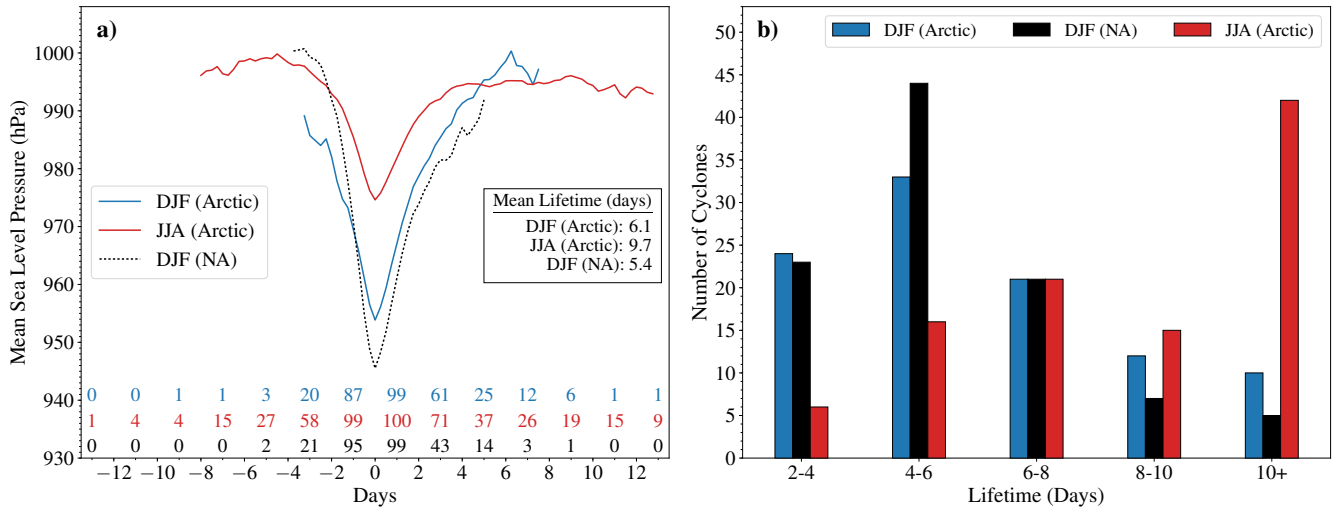 a)
Mean Sea Level Pressure (hPa)
1000
990
980
970
960
950
940
930
DJF (Arctic)
JJA (Arctic)
DJF (NA)
Mean Lifetime (days)
DJF (Arctic): 6.1
JJA (Arctic): 9.7
DJF (NA): 5.4
0 0 1 1 3 20 87 99 61 25 12 6 1 1
1 4 4 15 27 58 99 100 71 37 26 19 15 9
0 0 0 0 2 21 95 99 43 14 3 1 0 0
−12 −10 −8 −6 −4 −2 0 2 4 6 8 10 12
Days
b)
DJF (Arctic) DJF (NA) JJA (Arctic)
Number of Cyclones
50
45
40
35
30
25
20
15
10
5
0
2-4 4-6 6-8 8-10 10+
Lifetime (Days)